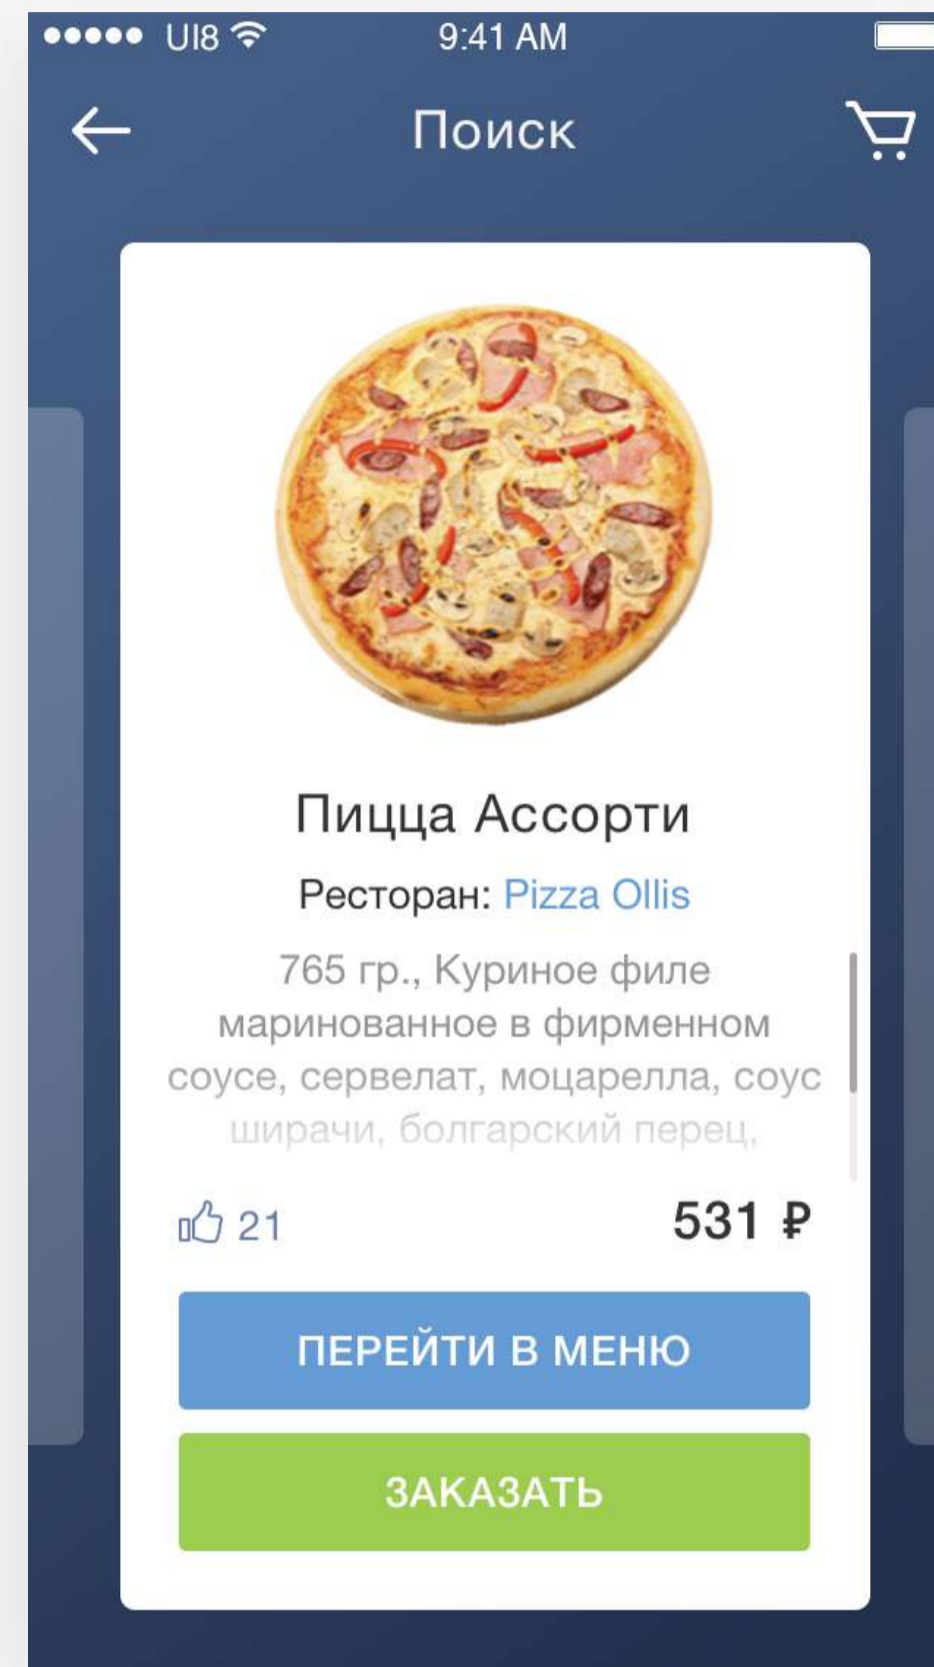 UI8 9:41 AM
Поиск
Пицца Ассорти
Ресторан: Pizza Ollis
765 гр., Куриное филе
маринованное в фирменном
соусе, сервелат, моцарелла, соус
ширачи, болгарский перец,
21 531 ₽
ПЕРЕЙТИ В МЕНЮ
ЗАКАЗАТЬ